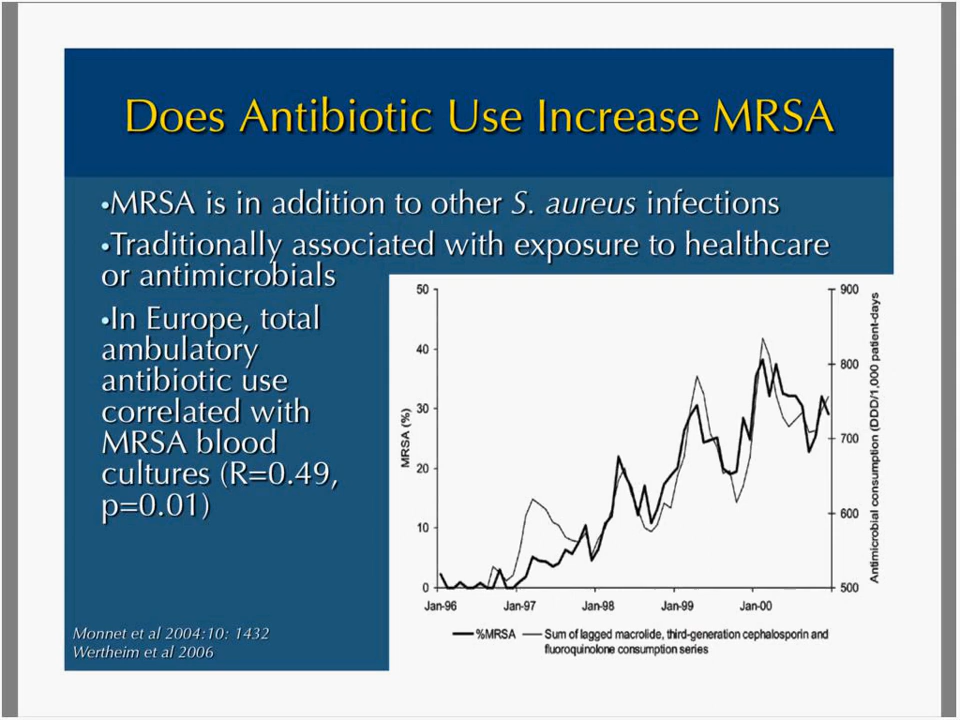 Does Antibiotic Use Increase MRSA
•MRSA is in addition to other S. aureus infections
•Traditionally associated with exposure to healthcare
or antimicrobials
•In Europe, total
ambulatory
antibiotic use
correlated with
MRSA blood
cultures (R=0.49,
p=0.01)
Monnet et al 2004:10: 1432
Wertheim et al 2006
MRSA (%)
50
40
30
20
10
0
Jan-96 Jan-97 Jan-98 Jan-99 Jan-00
900
800
700
600
500
Antimicrobial consumption (DDD/1,000 patient-days
%MRSA Sum of lagged macrolide, third-generation cephalosporin and
fluoroquinolone consumption series